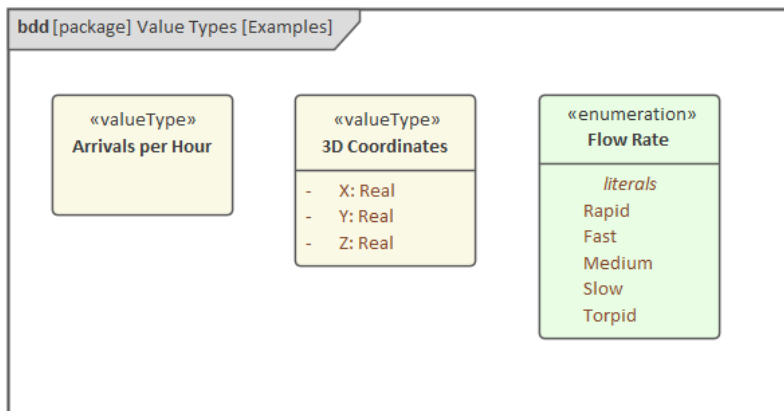 bdd [package] Value Types [Examples]
«valueType»
Arrivals per Hour
«valueType»
3D Coordinates
- X: Real
- Y: Real
- Z: Real
«enumeration»
Flow Rate
literals
Rapid
Fast
Medium
Slow
Torpid